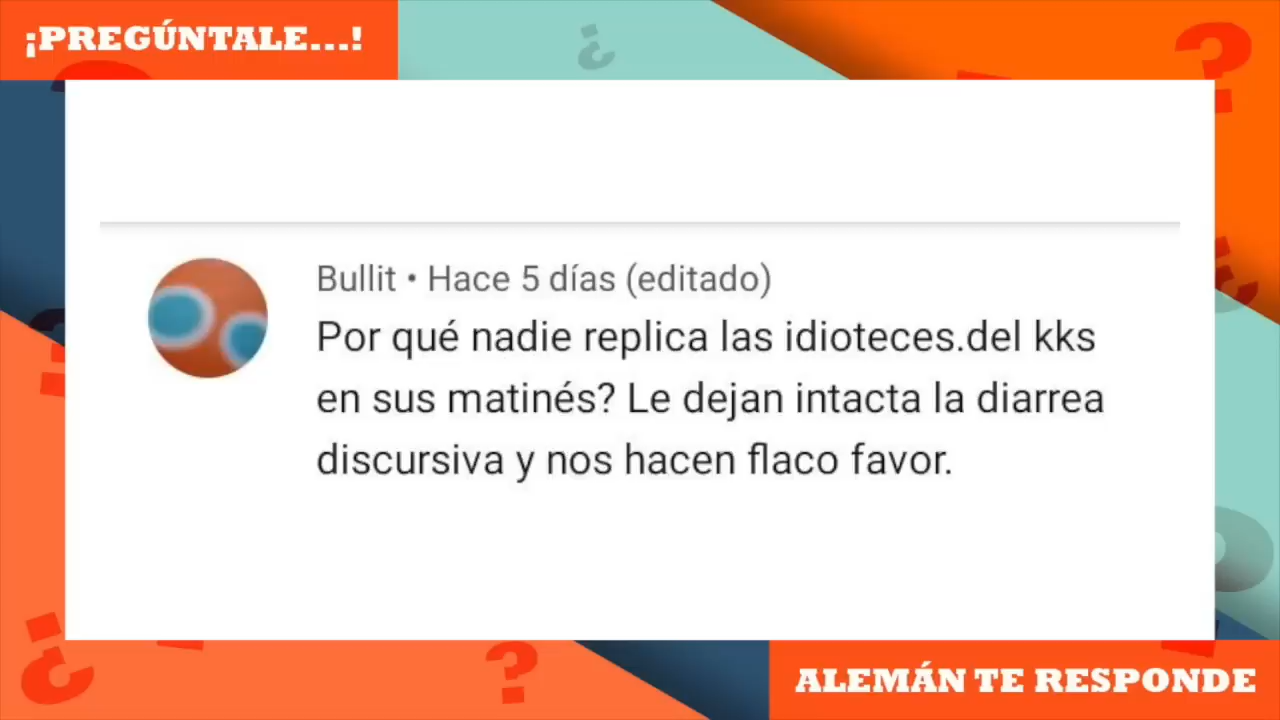 ¡PREGÚNTALE...!
Bullit • Hace 5 días (editado)
Por qué nadie replica las idioteces.del kks
en sus matinés? Le dejan intacta la diarrea
discursiva y nos hacen flaco favor.
ALEMÁN TE RESPONDE